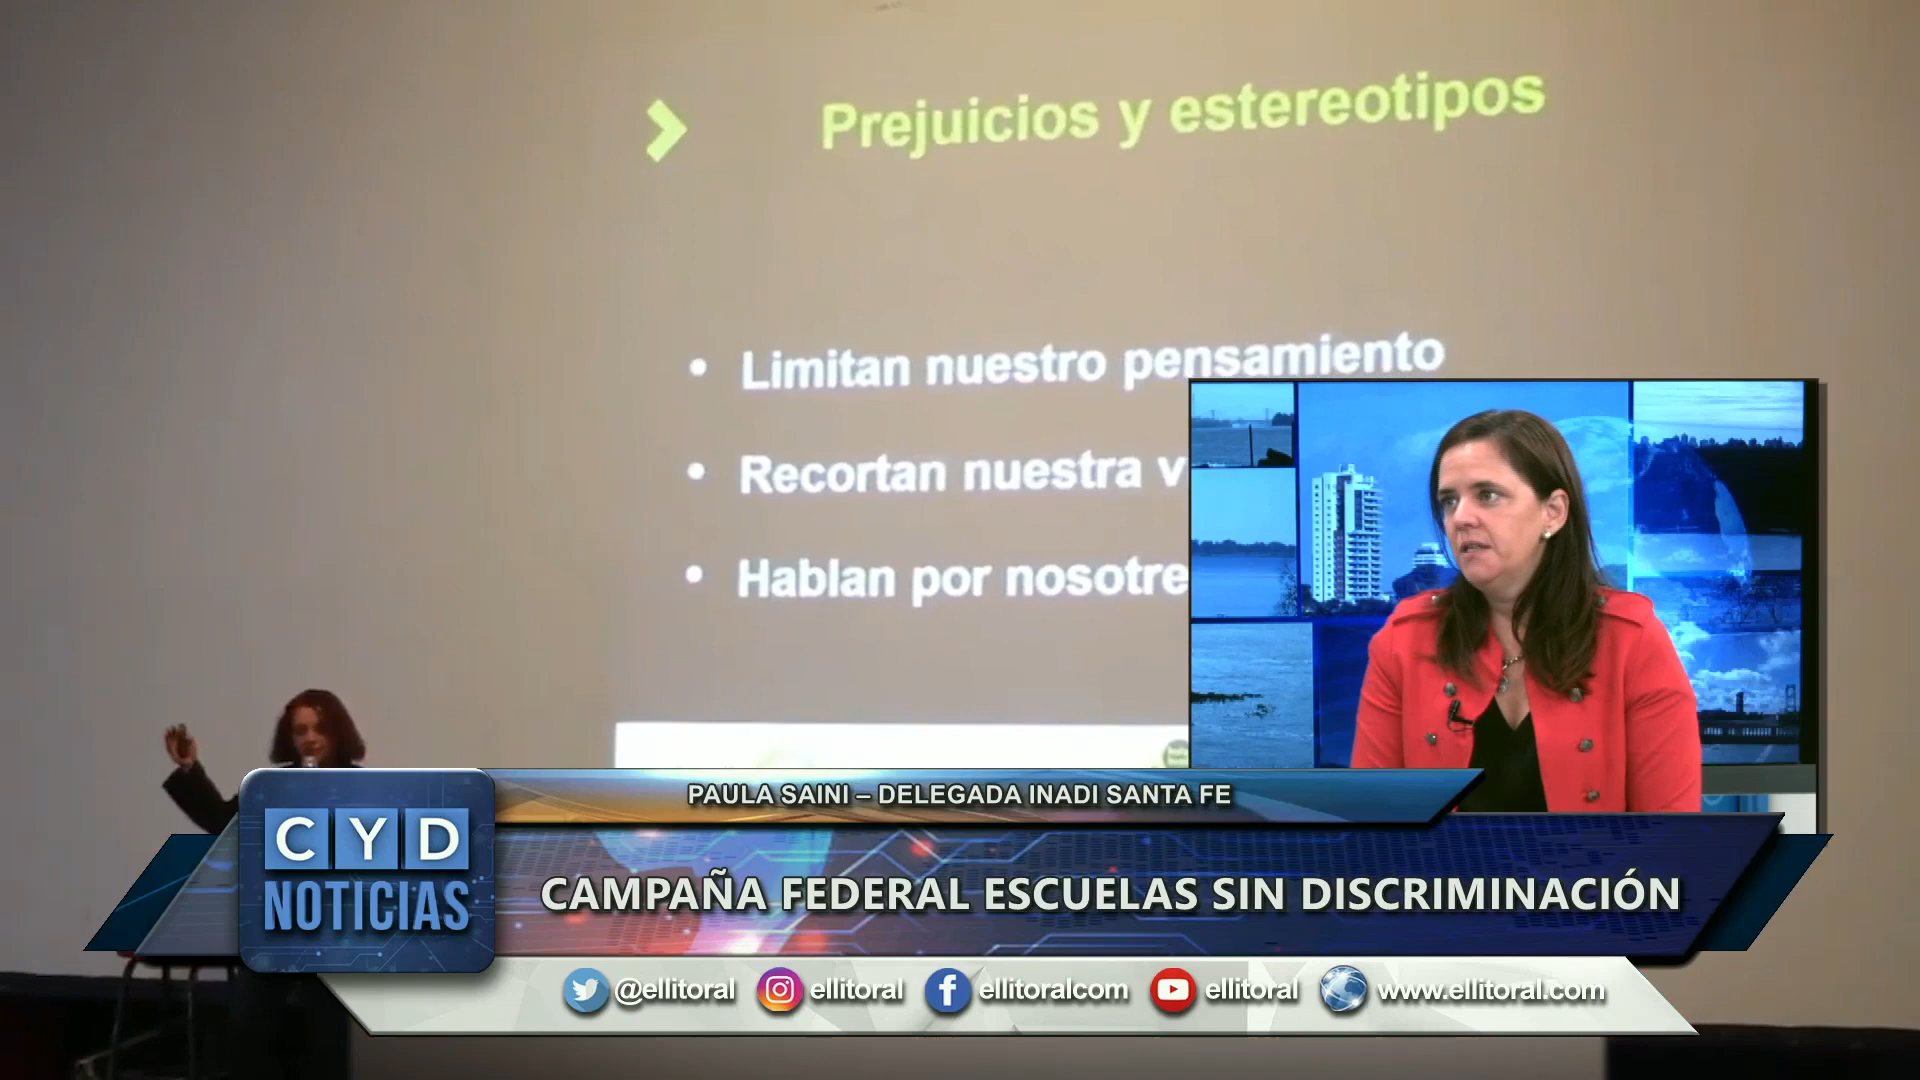 Prejuicios y estereotipos
• Limitan nuestro pensamiento
• Recortan nuestra v
• Hablan por nosotre
PAULA SAINI – DELEGADA INADI SANTA FE
CYD
NOTICIAS
CAMPAÑA FEDERAL ESCUELAS SIN DISCRIMINACIÓN
@ellitoral ellitoral ellitoralcom ellitoral www.ellitoral.com